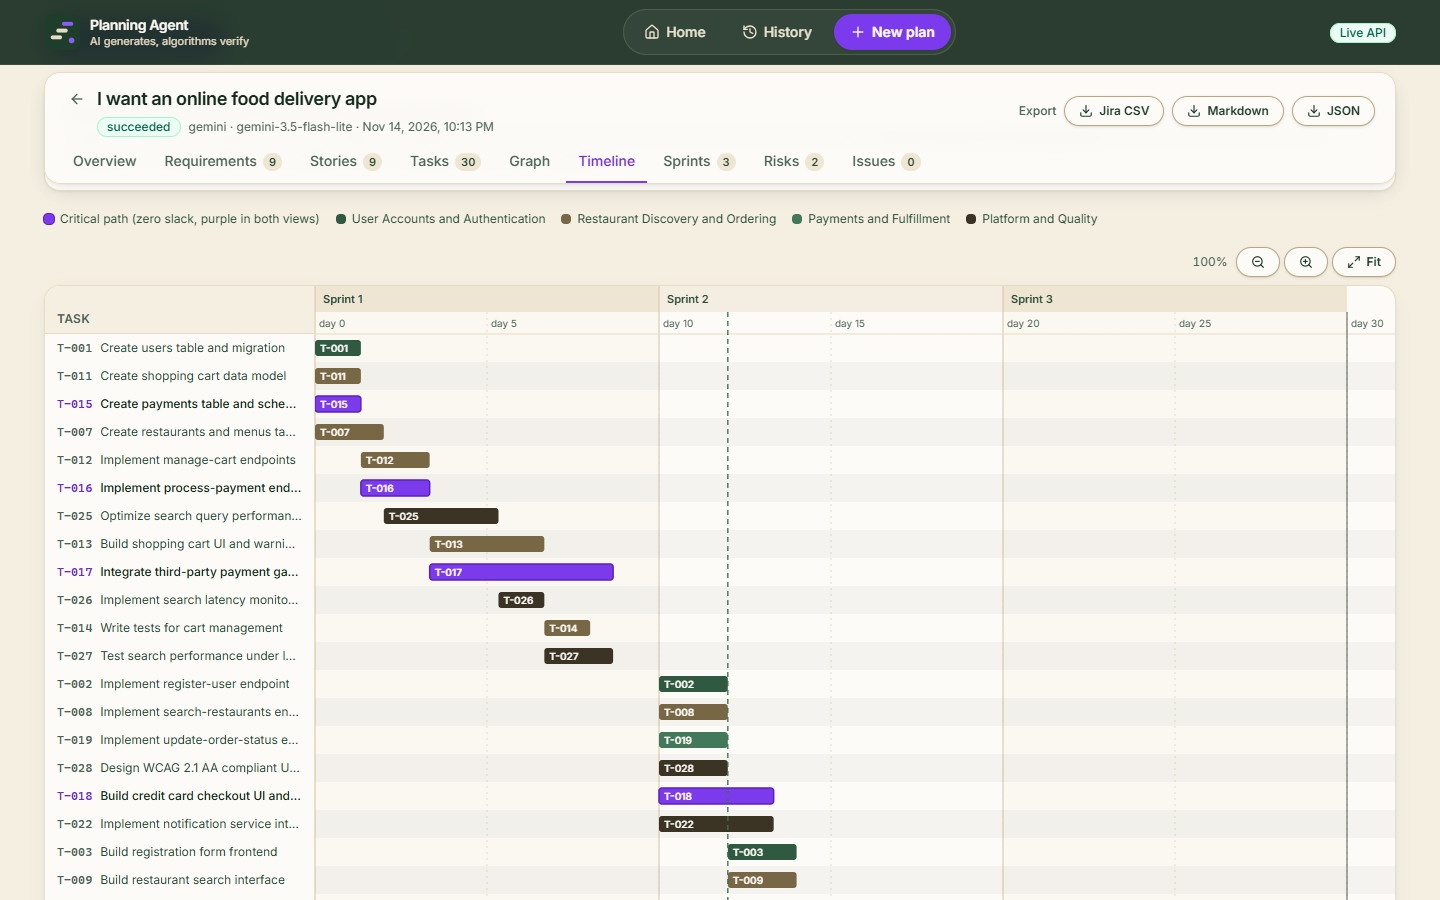 Planning Agent
AI generates, algorithms verify
Home
History
New plan
Live API
I want an online food delivery app
succeeded gemini · gemini-3.5-flash-lite · Nov 14, 2026, 10:13 PM
Export Jira CSV Markdown JSON
Overview Requirements 9 Stories 9 Tasks 30 Graph Timeline Sprints 3 Risks 2 Issues 0
Critical path (zero slack, purple in both views) User Accounts and Authentication Restaurant Discovery and Ordering Payments and Fulfillment Platform and Quality
100% Fit
Sprint 1 Sprint 2 Sprint 3
TASK
day 0 day 5 day 10 day 15 day 20 day 25 day 30
T-001 Create users table and migration T-001
T-011 Create shopping cart data model T-011
T-015 Create payments table and sche... T-015
T-007 Create restaurants and menus ta... T-007
T-012 Implement manage-cart endpoints T-012
T-016 Implement process-payment end... T-016
T-025 Optimize search query performan... T-025
T-013 Build shopping cart UI and warni... T-013
T-017 Integrate third-party payment ga... T-017
T-026 Implement search latency monito... T-026
T-014 Write tests for cart management T-014
T-027 Test search performance under l... T-027
T-002 Implement register-user endpoint T-002
T-008 Implement search-restaurants en... T-008
T-019 Implement update-order-status e... T-019
T-028 Design WCAG 2.1 AA compliant U... T-028
T-018 Build credit card checkout UI and... T-018
T-022 Implement notification service int... T-022
T-003 Build registration form frontend T-003
T-009 Build restaurant search interface T-009